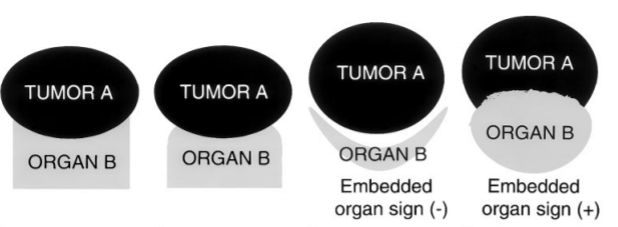 TUMOR A
ORGAN B
TUMOR A
ORGAN B
TUMOR A
ORGAN B
Embedded
organ sign (-)
TUMOR A
ORGAN B
Embedded
organ sign (+)